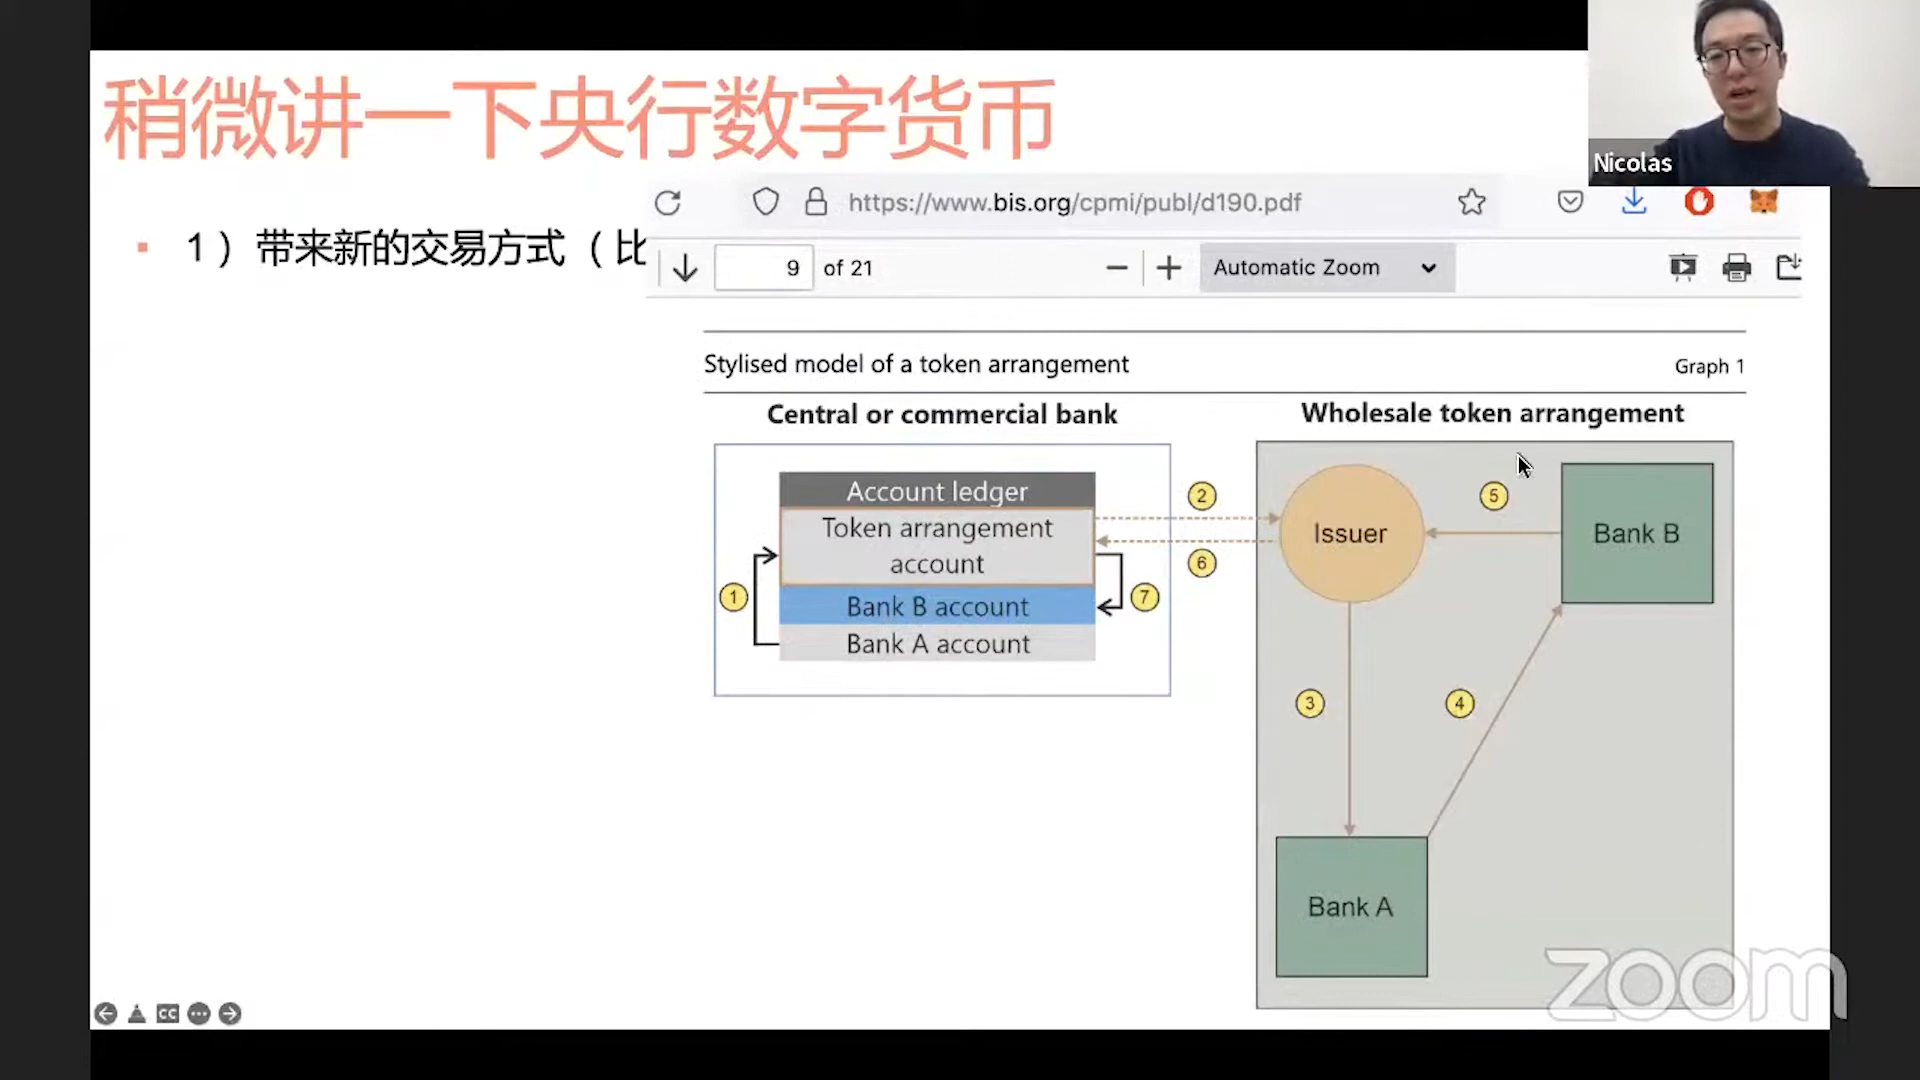 稍微讲一下央行数字货币
Nicolas
https://www.bis.org/cpmi/publ/d190.pdf
1）带来新的交易方式（比
9 of 21
Automatic Zoom
Stylised model of a token arrangement
Graph 1
Central or commercial bank
Wholesale token arrangement
Account ledger
Token arrangement
account
Bank B account
Bank A account
1
7
2
6
Issuer
5
Bank B
3
4
Bank A
CC
zoom